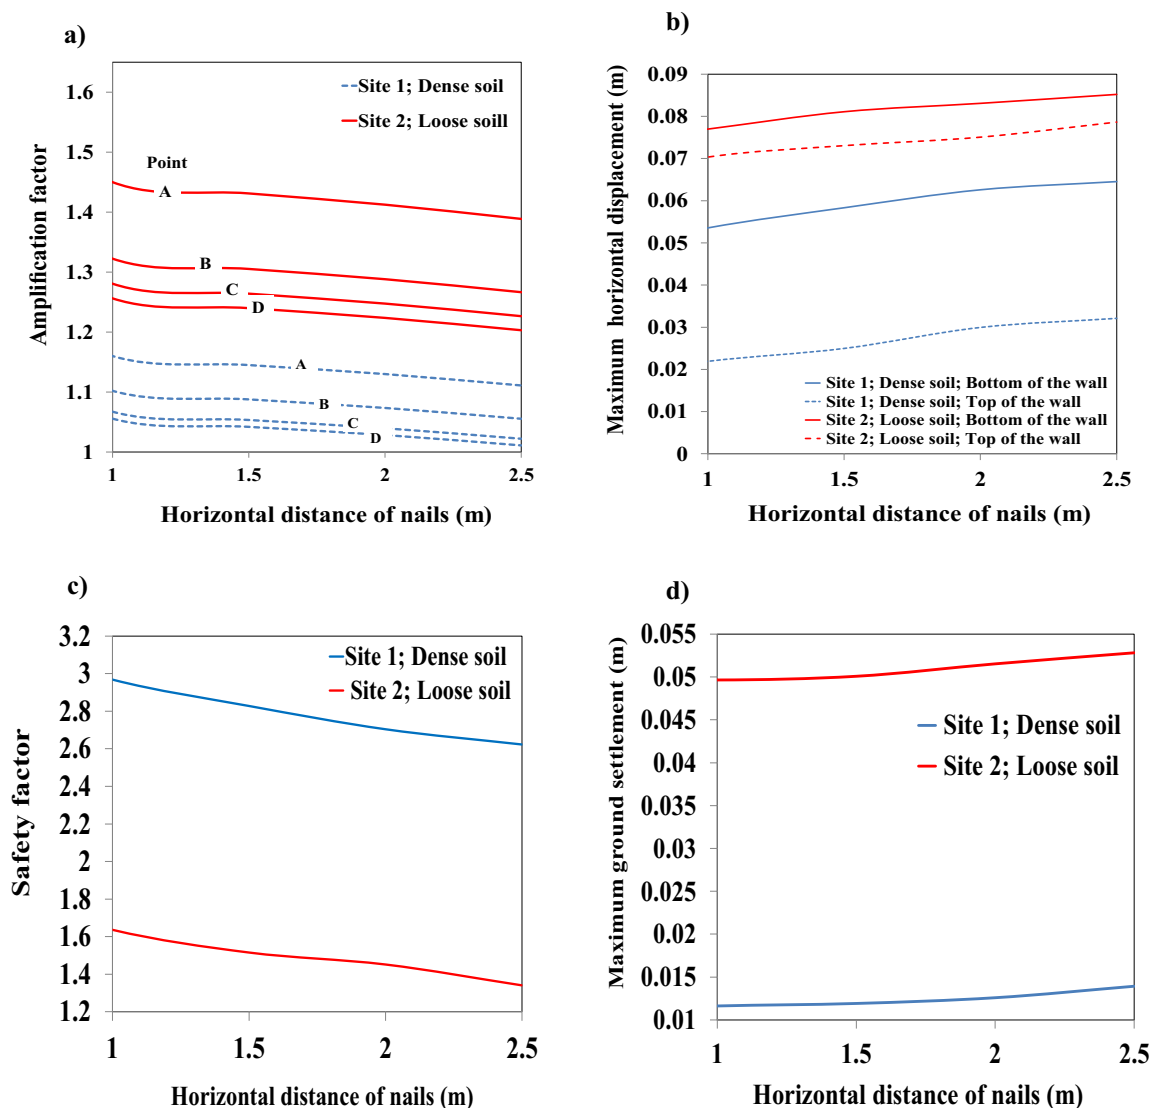 a)
Amplification factor
1.6
1.5
1.4
1.3
1.2
1.1
1
Site 1; Dense soil
Site 2; Loose soill
Point
A
B
C
D
A
B
C
D
1
1.5
2
2.5
Horizontal distance of nails (m)
b)
Maximum horizontal displacement (m)
0.09
0.08
0.07
0.06
0.05
0.04
0.03
0.02
0.01
0
Site 1; Dense soil; Bottom of the wall
Site 1; Dense soil; Top of the wall
Site 2; Loose soil; Bottom of the wall
Site 2; Loose soil; Top of the wall
1
1.5
2
2.5
Horizontal distance of nails (m)
c)
Safety factor
3.2
3
2.8
2.6
2.4
2.2
2
1.8
1.6
1.4
1.2
Site 1; Dense soil
Site 2; Loose soil
1
1.5
2
2.5
Horizontal distance of nails (m)
d)
Maximum ground settlement (m)
0.055
0.05
0.045
0.04
0.035
0.03
0.025
0.02
0.015
0.01
Site 1; Dense soil
Site 2; Loose soil
1
1.5
2
2.5
Horizontal distance of nails (m)